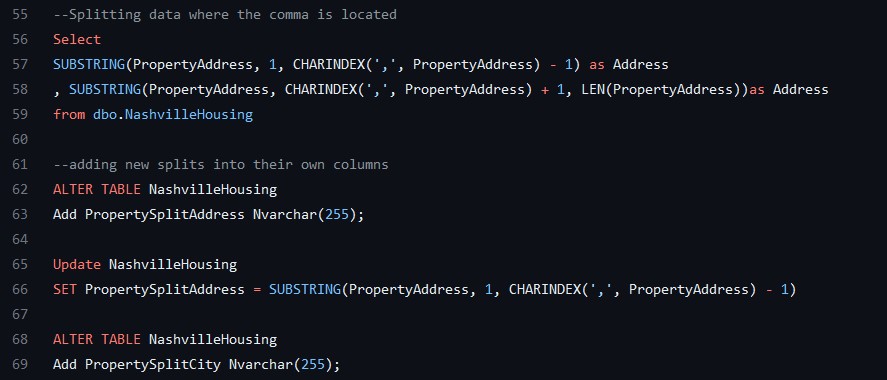 55 --Splitting data where the comma is located
56 Select
57 SUBSTRING(PropertyAddress, 1, CHARINDEX(',', PropertyAddress) - 1) as Address
58 , SUBSTRING(PropertyAddress, CHARINDEX(',', PropertyAddress) + 1, LEN(PropertyAddress))as Address
59 from dbo.NashvilleHousing
60
61 --adding new splits into their own columns
62 ALTER TABLE NashvilleHousing
63 Add PropertySplitAddress Nvarchar(255);
64
65 Update NashvilleHousing
66 SET PropertySplitAddress = SUBSTRING(PropertyAddress, 1, CHARINDEX(',', PropertyAddress) - 1)
67
68 ALTER TABLE NashvilleHousing
69 Add PropertySplitCity Nvarchar(255);